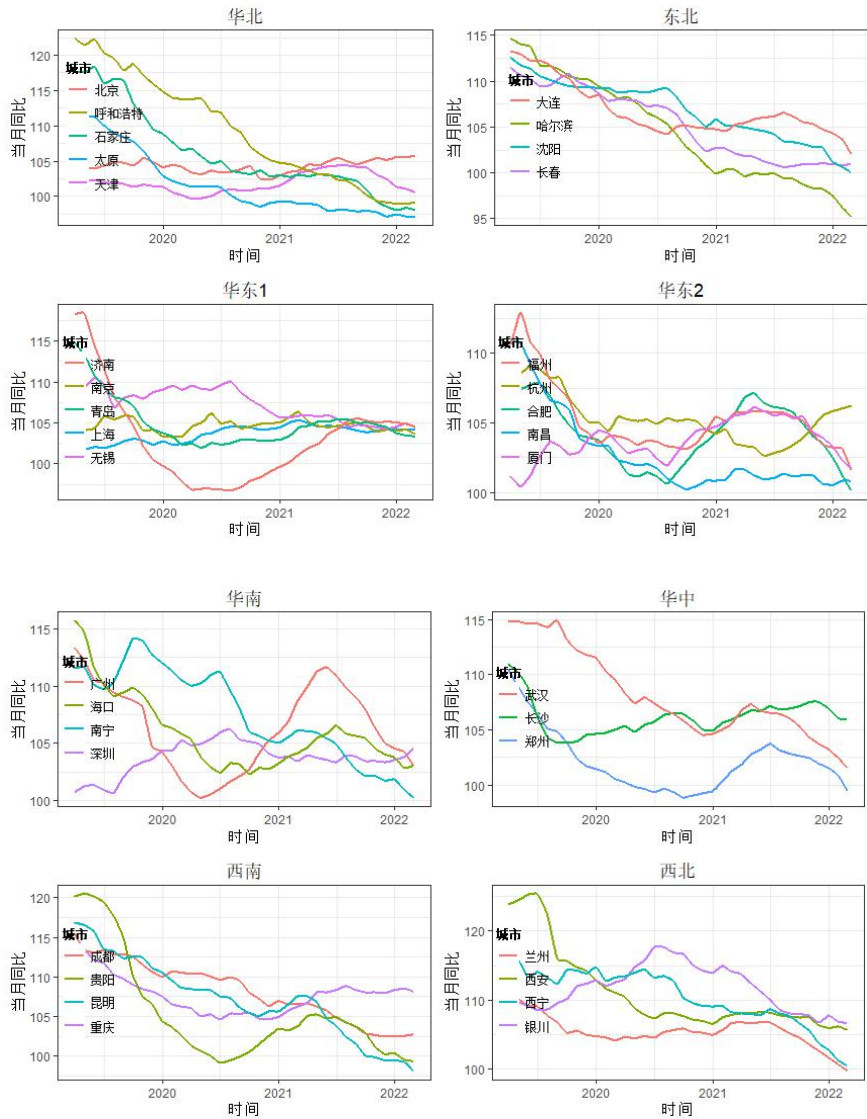 华北
当月同比
120
115
110
105
100
城市
北京
呼和浩特
石家庄
太原
天津
2020
2021
2022
时间
东北
当月同比
115
110
105
100
95
城市
大连
哈尔滨
沈阳
长春
2020
2021
2022
时间
华东1
当月同比
115
110
105
100
城市
济南
南京
青岛
上海
无锡
2020
2021
2022
时间
华东2
当月同比
110
105
100
城市
福州
杭州
合肥
南昌
厦门
2020
2021
2022
时间
华南
当月同比
115
110
105
100
城市
广州
海口
南宁
深圳
2020
2021
2022
时间
华中
当月同比
115
110
105
100
城市
武汉
长沙
郑州
2020
2021
2022
时间
西南
当月同比
120
115
110
105
100
城市
成都
贵阳
昆明
重庆
2020
2021
2022
时间
西北
当月同比
120
110
100
城市
兰州
西安
西宁
银川
2020
2021
2022
时间